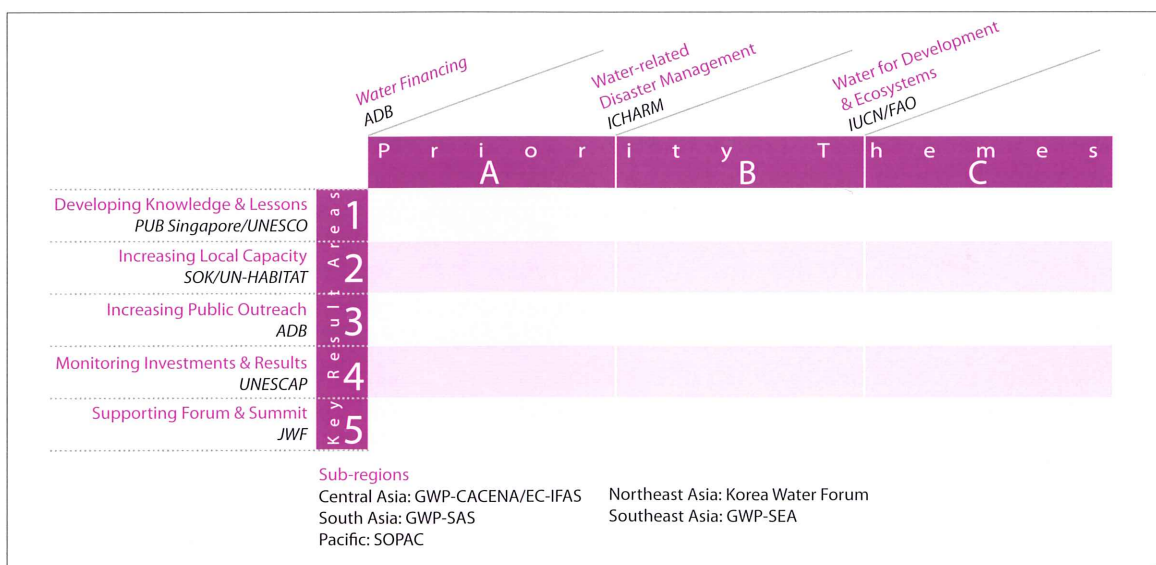 Water Financing
ADB
Water-related
Disaster Management
ICHARM
Water for Development
& Ecosystems
IUCN/FAO
Priority Themes
A
B
C
Key Result Areas
Developing Knowledge & Lessons
PUB Singapore/UNESCO
1
Increasing Local Capacity
SOK/UN-HABITAT
2
Increasing Public Outreach
ADB
3
Monitoring Investments & Results
UNESCAP
4
Supporting Forum & Summit
JWF
5
Sub-regions
Central Asia: GWP-CACENA/EC-IFAS
South Asia: GWP-SAS
Pacific: SOPAC
Northeast Asia: Korea Water Forum
Southeast Asia: GWP-SEA